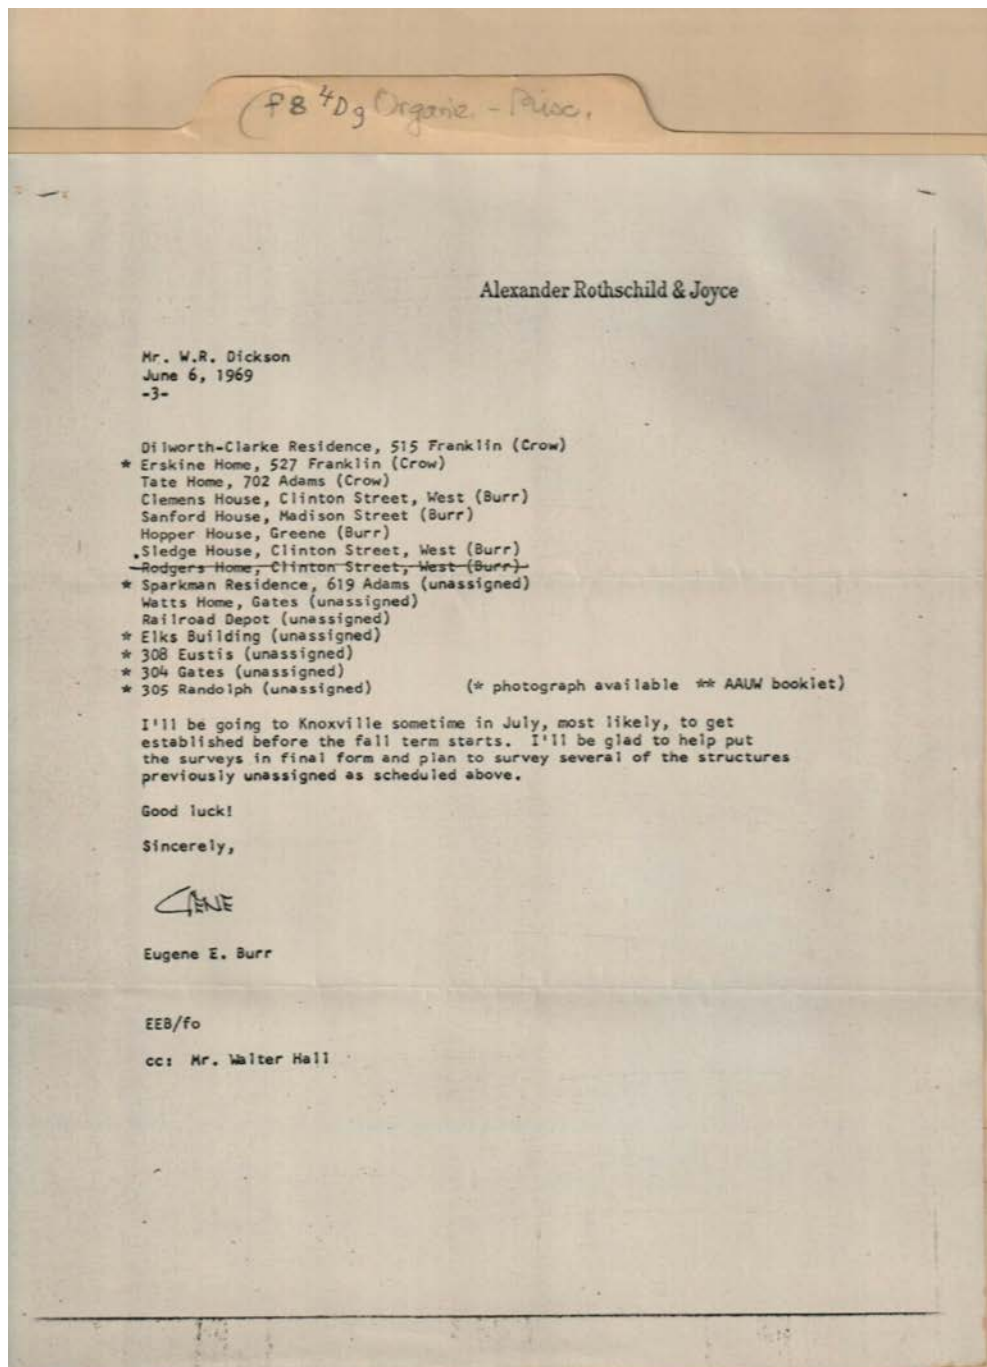 f8 4Dg Organic. - Misc.
Alexander Rothschild & Joyce
Mr. W.R. Dickson
June 6, 1969
-3-
Dilworth-Clarke Residence, 515 Franklin (Crow)
* Erskine Home, 527 Franklin (Crow)
Tate Home, 702 Adams (Crow)
Clemens House, Clinton Street, West (Burr)
Sanford House, Madison Street (Burr)
Hopper House, Greene (Burr)
.Sledge House, Clinton Street, West (Burr)
Rodgers Home, Clinton Street, West (Burr)
* Sparkman Residence, 619 Adams (unassigned)
Watts Home, Gates (unassigned)
Railroad Depot (unassigned)
* Elks Building (unassigned)
* 308 Eustis (unassigned)
* 304 Gates (unassigned)
* 305 Randolph (unassigned) (* photograph available ** AAUW booklet)
I'll be going to Knoxville sometime in July, most likely, to get
established before the fall term starts. I'll be glad to help put
the surveys in final form and plan to survey several of the structures
previously unassigned as scheduled above.
Good luck!
Sincerely,
GENE
Eugene E. Burr
EEB/fo
cc: Mr. Walter Hall